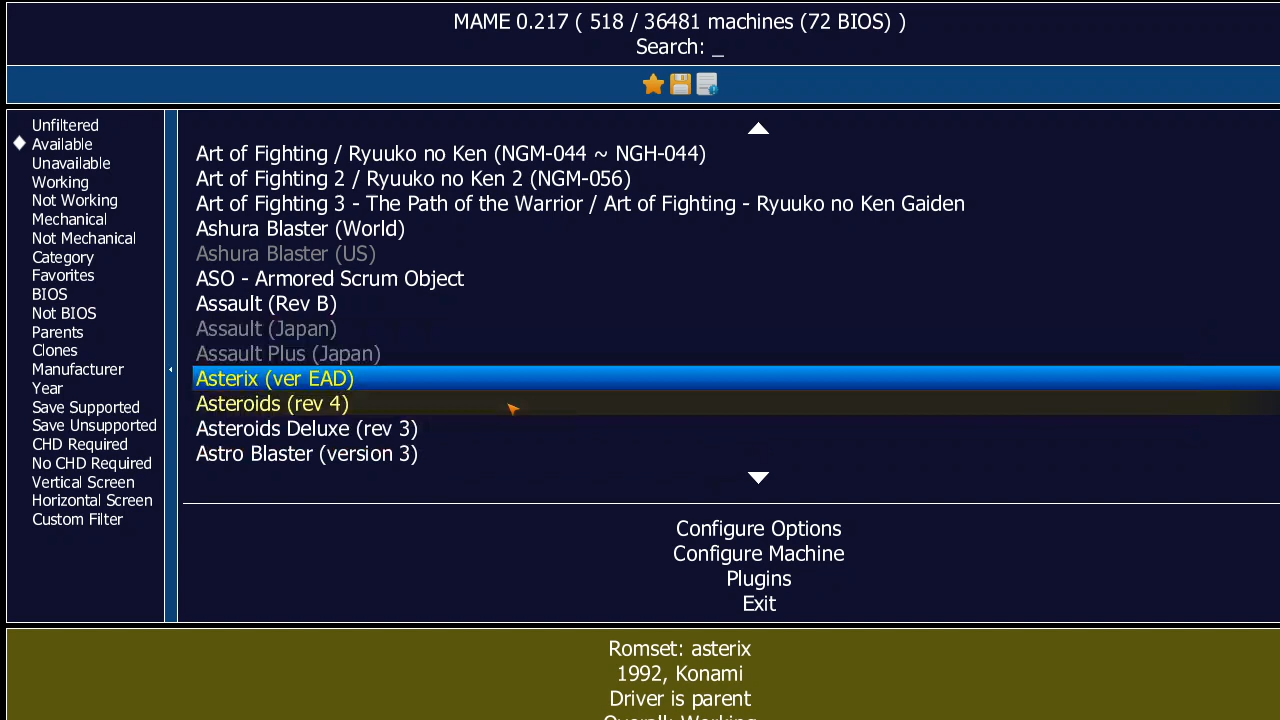 MAME 0.217 ( 518 / 36481 machines (72 BIOS) )
Search: _
Unfiltered
Available
Unavailable
Working
Not Working
Mechanical
Not Mechanical
Category
Favorites
BIOS
Not BIOS
Parents
Clones
Manufacturer
Year
Save Supported
Save Unsupported
CHD Required
No CHD Required
Vertical Screen
Horizontal Screen
Custom Filter
Art of Fighting / Ryuuko no Ken (NGM-044 ~ NGH-044)
Art of Fighting 2 / Ryuuko no Ken 2 (NGM-056)
Art of Fighting 3 - The Path of the Warrior / Art of Fighting - Ryuuko no Ken Gaiden
Ashura Blaster (World)
Ashura Blaster (US)
ASO - Armored Scrum Object
Assault (Rev B)
Assault (Japan)
Assault Plus (Japan)
Asterix (ver EAD)
Asteroids (rev 4)
Asteroids Deluxe (rev 3)
Astro Blaster (version 3)
Configure Options
Configure Machine
Plugins
Exit
Romset: asterix
1992, Konami
Driver is parent
Overall: Working